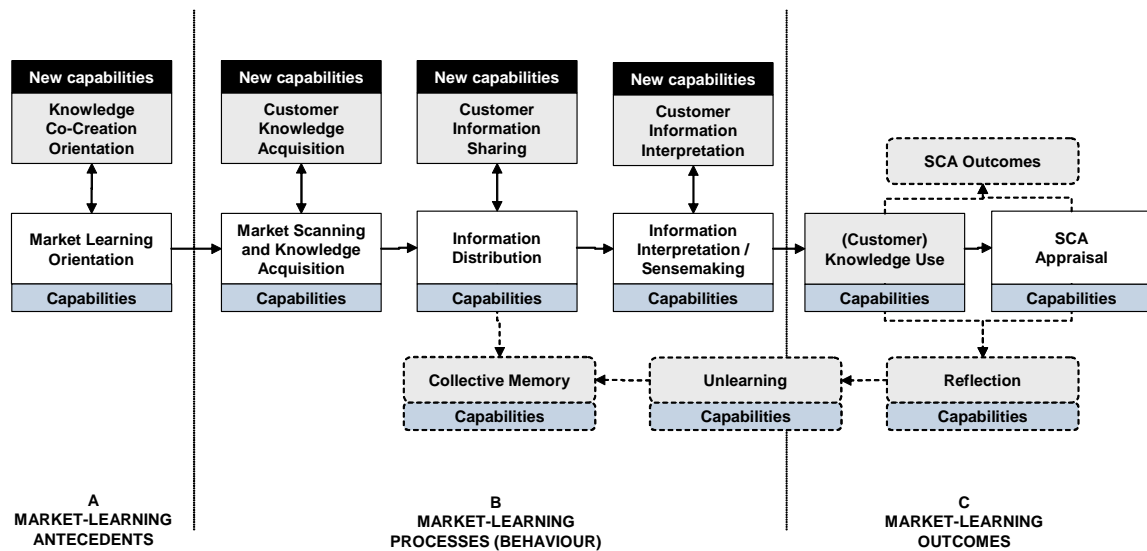 New capabilities
Knowledge
Co-Creation
Orientation
New capabilities
Customer
Knowledge
Acquisition
New capabilities
Customer
Information
Sharing
New capabilities
Customer
Information
Interpretation
SCA Outcomes
Market Learning
Orientation
Capabilities
Market Scanning
and Knowledge
Acquisition
Capabilities
Information
Distribution
Capabilities
Information
Interpretation /
Sensemaking
Capabilities
(Customer)
Knowledge Use
Capabilities
SCA
Appraisal
Capabilities
Collective Memory
Capabilities
Unlearning
Capabilities
Reflection
Capabilities
A
MARKET-LEARNING
ANTECEDENTS
B
MARKET-LEARNING
PROCESSES (BEHAVIOUR)
C
MARKET-LEARNING
OUTCOMES